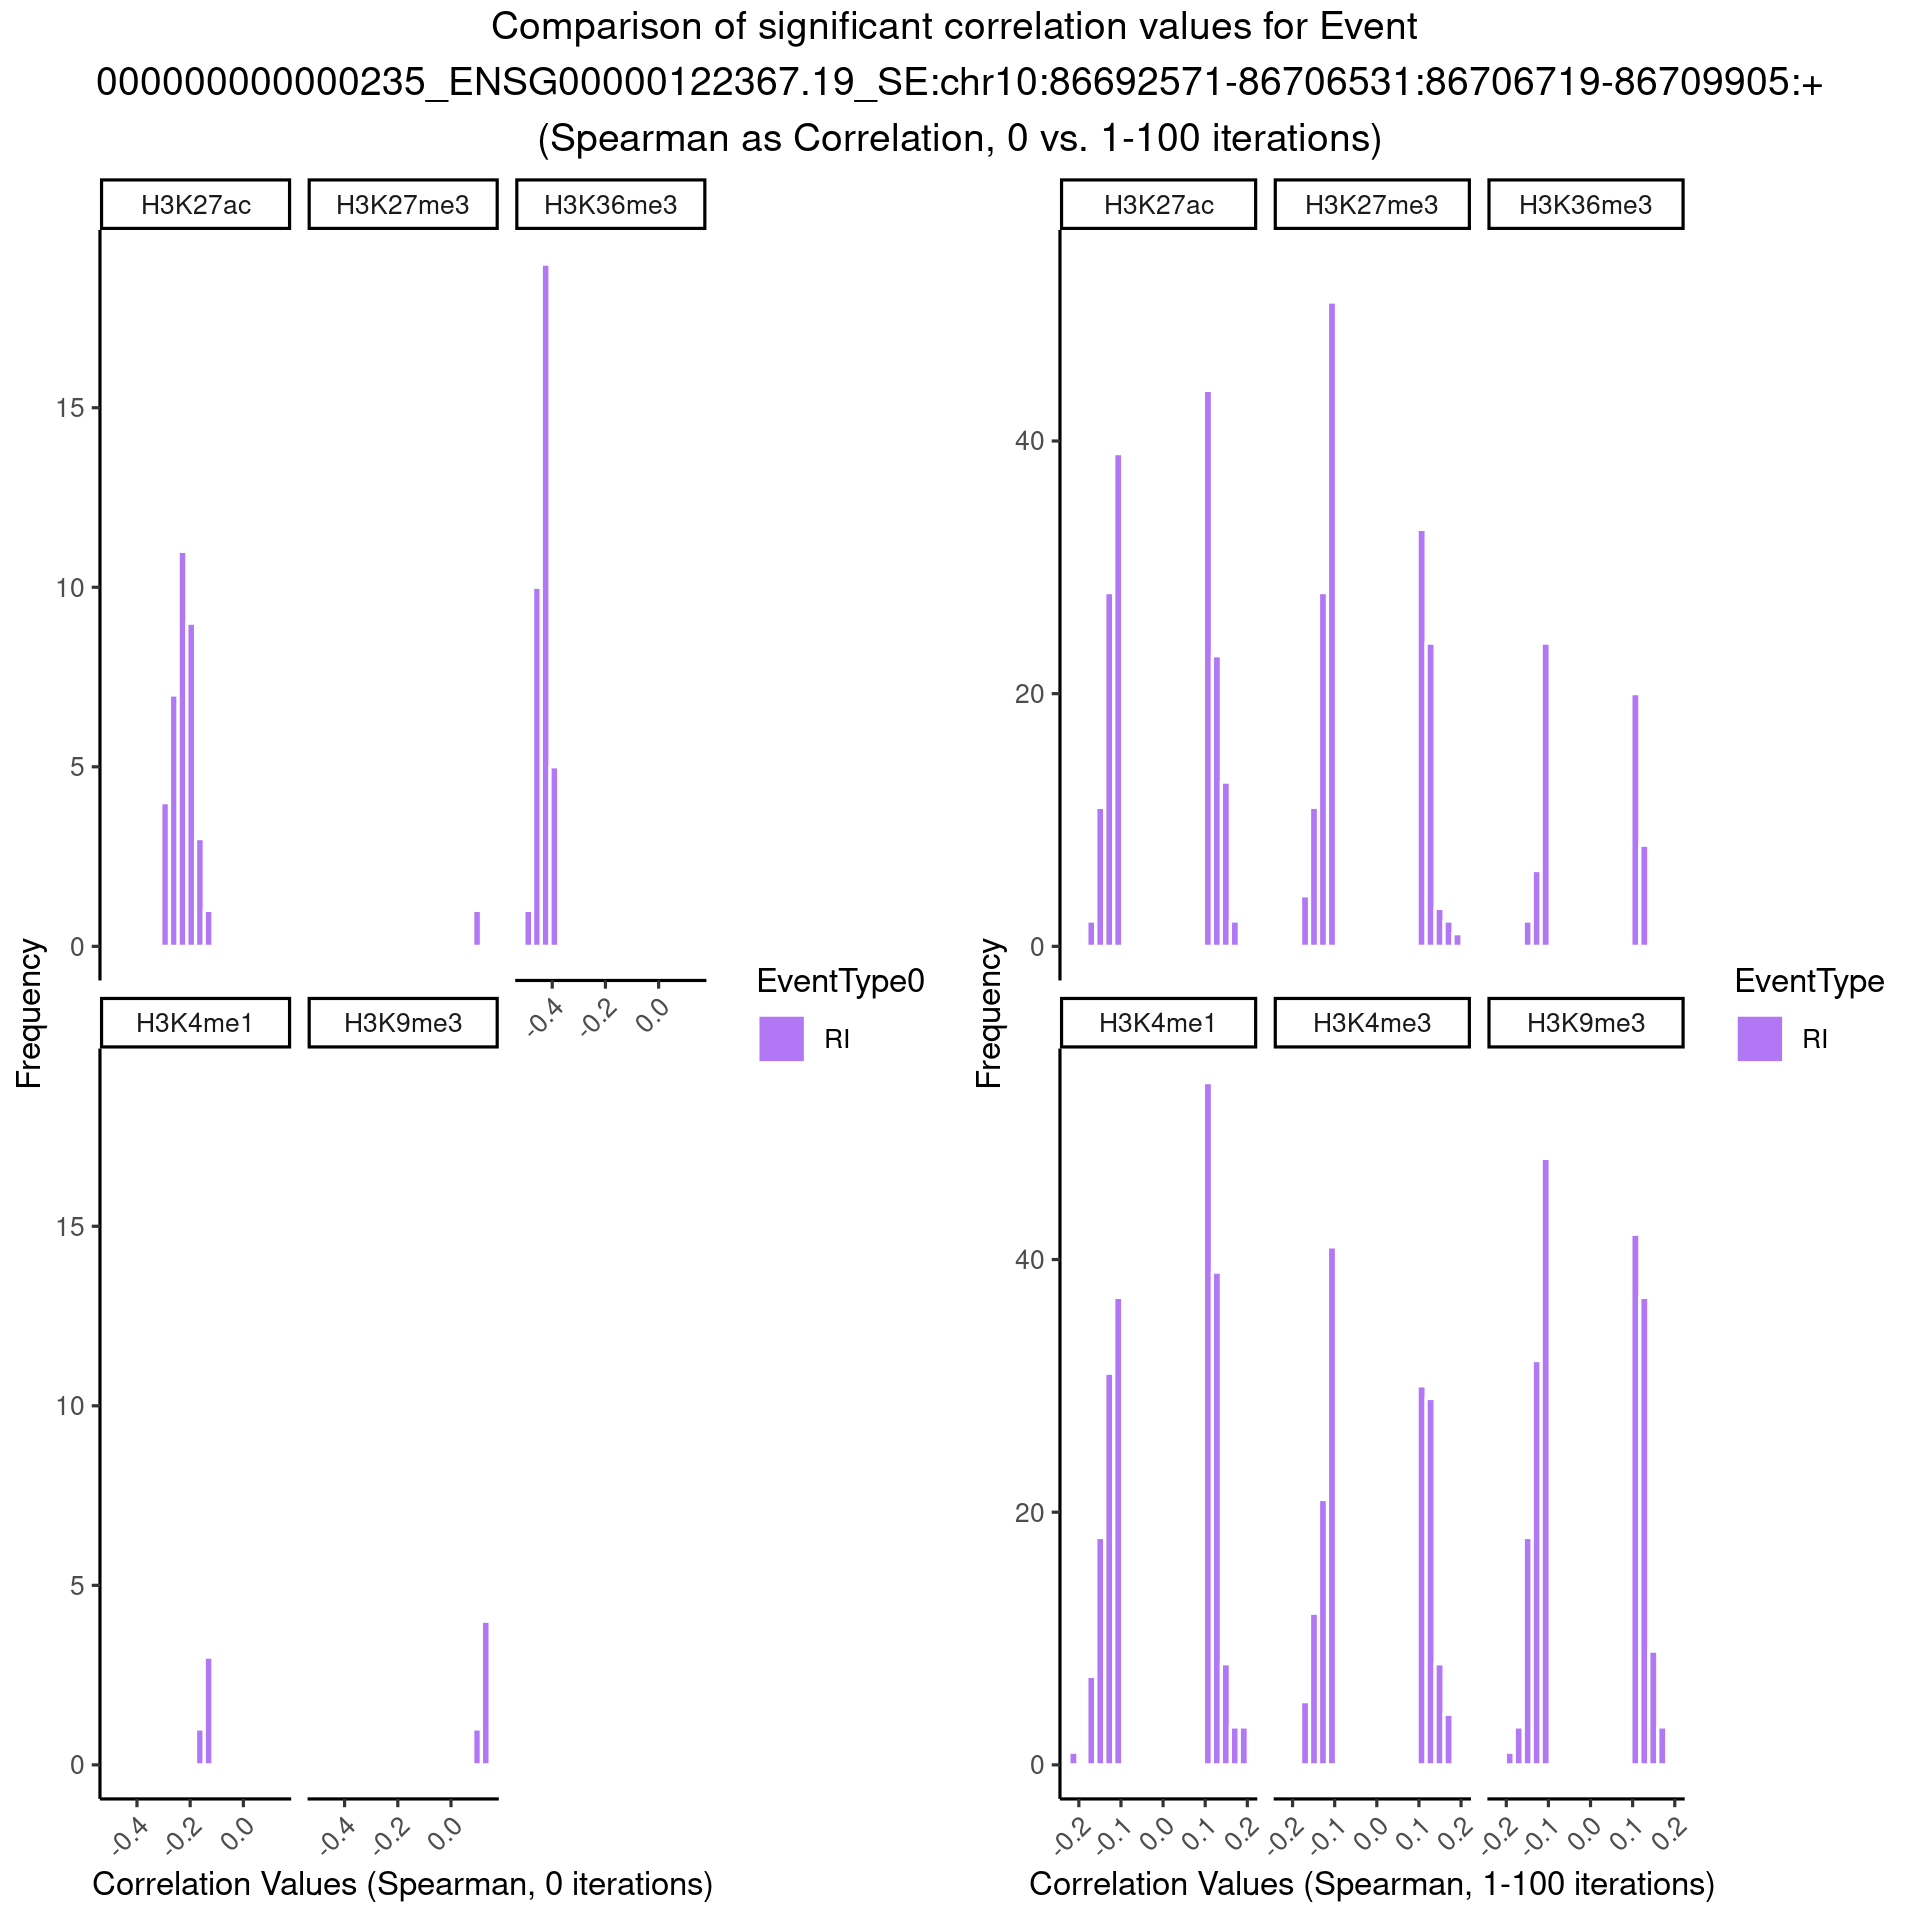 Comparison of significant correlation values for Event
000000000000235_ENSG00000122367.19_SE:chr10:86692571-86706531:86706719-86709905:+
(Spearman as Correlation, 0 vs. 1-100 iterations)
H3K27ac H3K27me3 H3K36me3
15
10
5
0
-0.4 -0.2 0.0
H3K4me1 H3K9me3
15
10
5
0
-0.4 -0.2 0.0 -0.4 -0.2 0.0
Frequency
Correlation Values (Spearman, 0 iterations)
EventType0
RI
H3K27ac H3K27me3 H3K36me3
40
20
0
H3K4me1 H3K4me3 H3K9me3
40
20
0
-0.2 -0.1 0.0 0.1 0.2 -0.2 -0.1 0.0 0.1 0.2 -0.2 -0.1 0.0 0.1 0.2
Frequency
Correlation Values (Spearman, 1-100 iterations)
EventType
RI